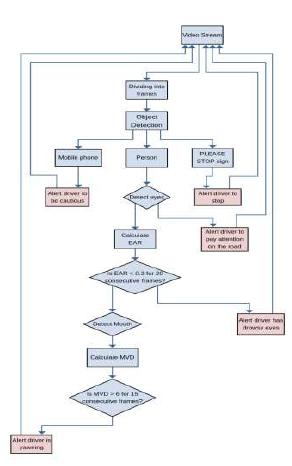 Video Stream
Dividing into
frames
Object
Detection
Mobile phone
Person
PLEASE
STOP sign
Alert driver to
be cautious
Detect eyes
Alert driver to
stop
Calculate
EAR
Alert driver to
pay attention
on the road
Is EAR < 0.3 for 20
consecutive frames?
Detect Mouth
Alert driver has
drowsy eyes
Calculate MVD
Is MVD > 6 for 15
consecutive frames?
Alert driver is
yawning